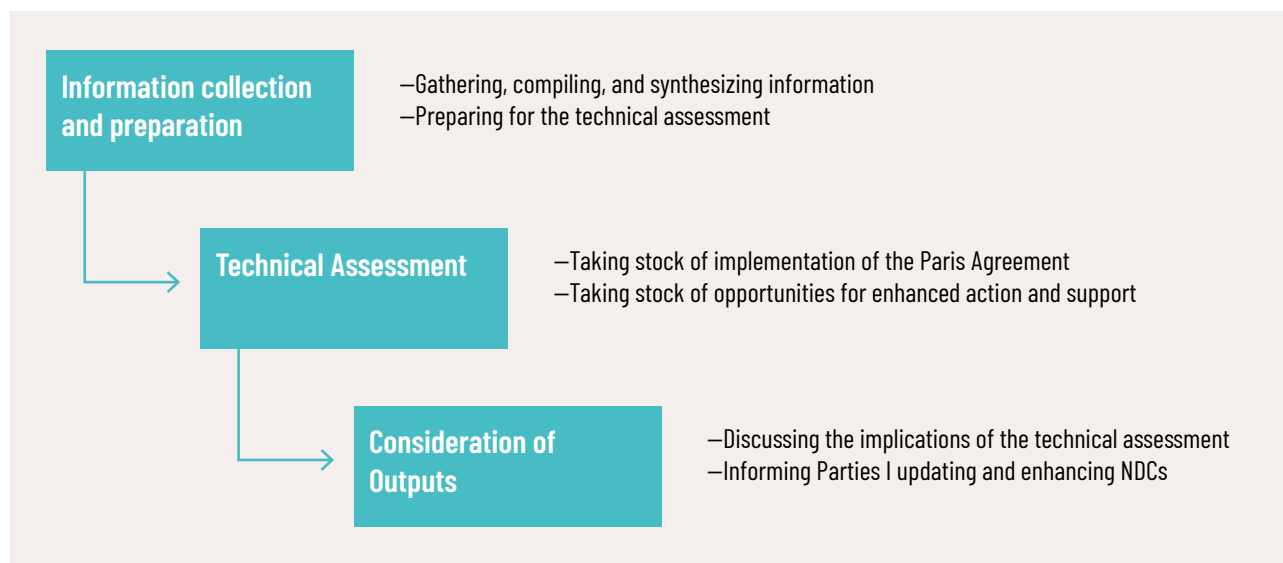 Information collection
and preparation
—Gathering, compiling, and synthesizing information
—Preparing for the technical assessment
Technical Assessment
—Taking stock of implementation of the Paris Agreement
—Taking stock of opportunities for enhanced action and support
Consideration of
Outputs
—Discussing the implications of the technical assessment
—Informing Parties I updating and enhancing NDCs